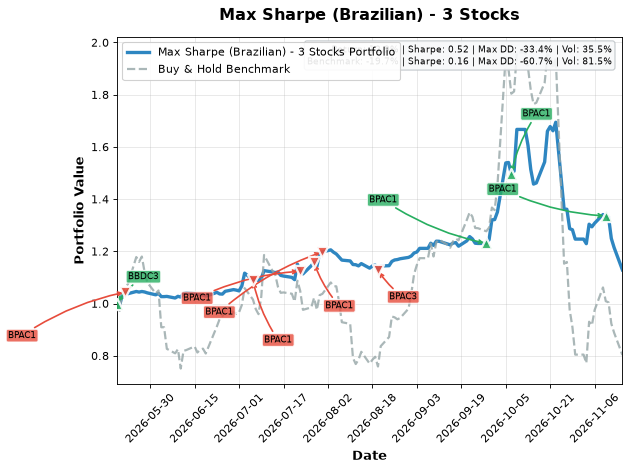 Max Sharpe (Brazilian) - 3 Stocks
Max Sharpe (Brazilian) - 3 Stocks Portfolio
Buy & Hold Benchmark
| Sharpe: 0.52 | Max DD: -33.4% | Vol: 35.5%
Benchmark: -19.7% | Sharpe: 0.16 | Max DD: -60.7% | Vol: 81.5%
Portfolio Value
2.0
1.8
1.6
1.4
1.2
1.0
0.8
BPAC1
BPAC1
BPAC1
BPAC1
BBDC3
BPAC1
BPAC1
BPAC1
BPAC3
BPAC1
BPAC1
2026-05-30
2026-06-15
2026-07-01
2026-07-17
2026-08-02
2026-08-18
2026-09-03
2026-09-19
2026-10-05
2026-10-21
2026-11-06
Date